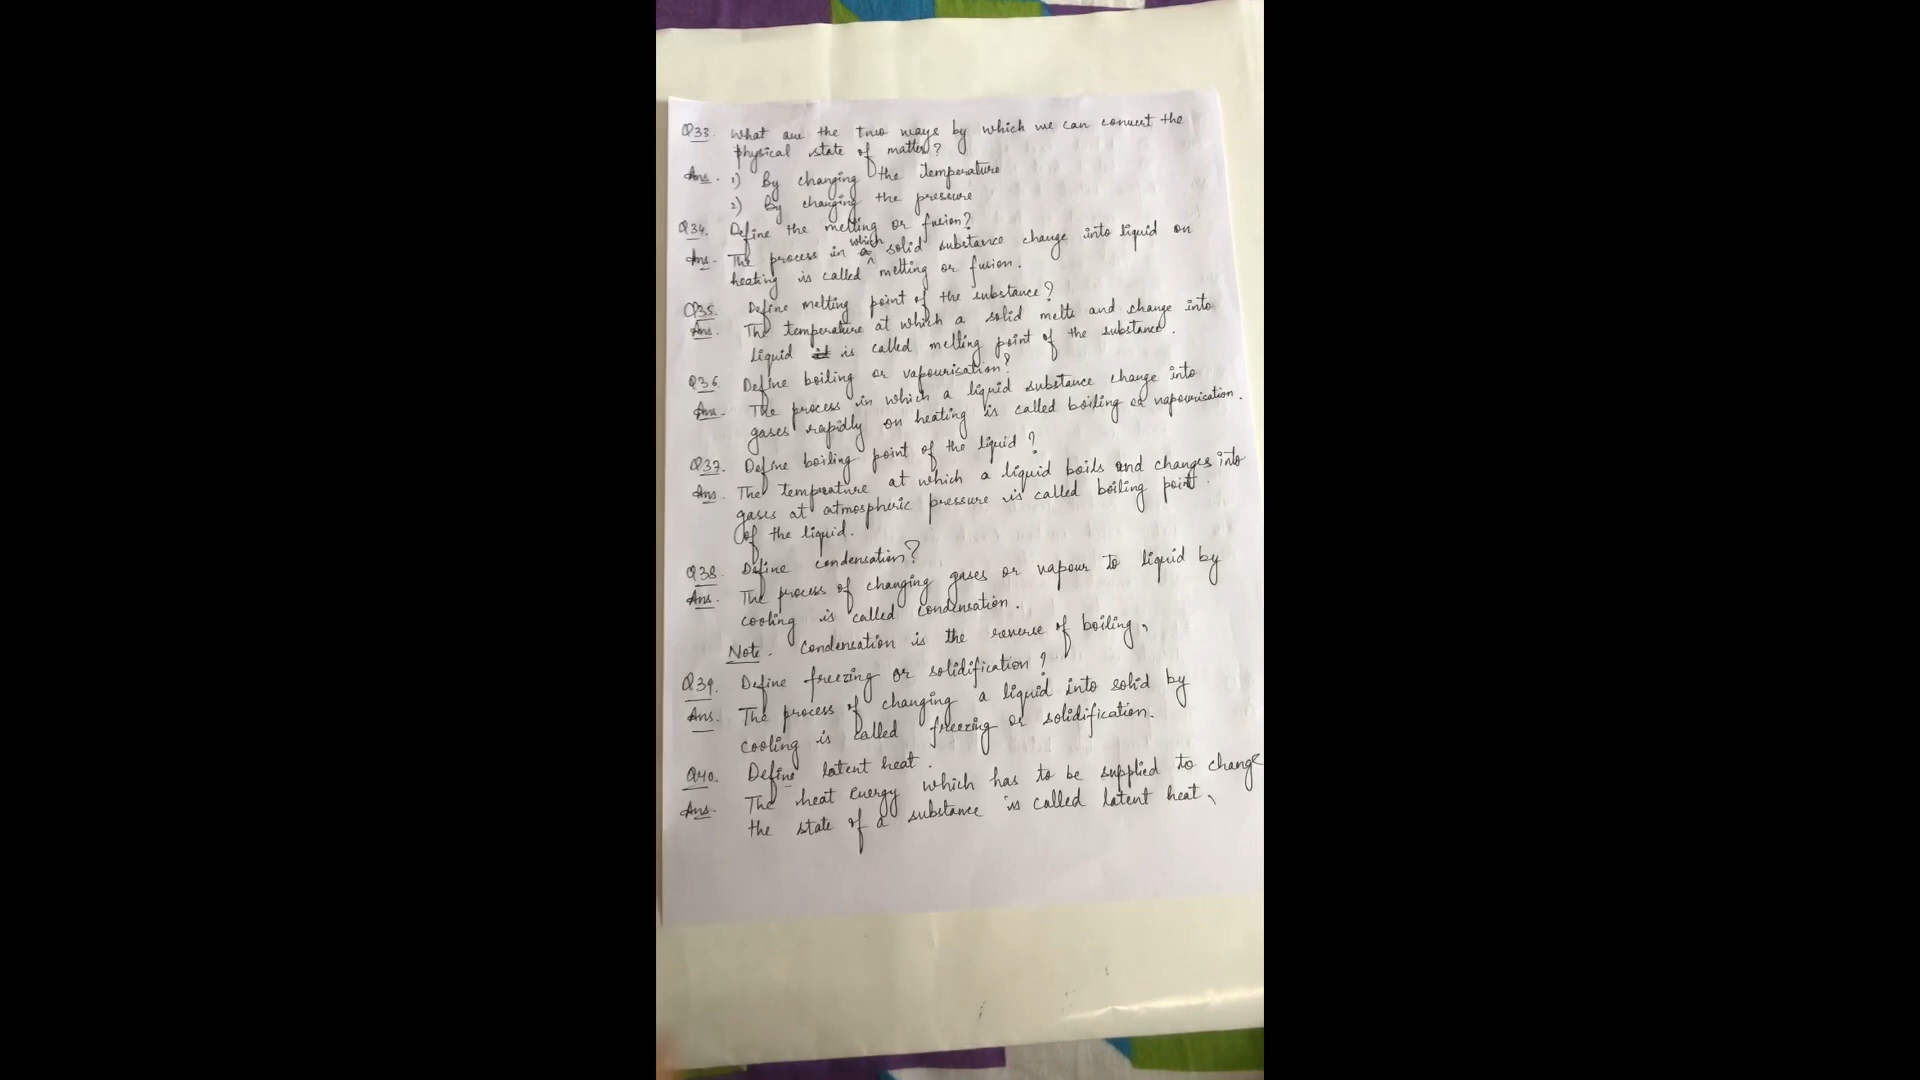 Q33. What are the two ways by which we can convert the
physical state of matter?
Ans. 1) By changing the temperature
2) By changing the pressure
Q34. Define the melting or fusion?
Ans- The process in which solid substance change into liquid on
heating is called melting or fusion.
Q35. Define melting point of the substance?
Ans. The temperature at which a solid melts and change into
liquid is called melting point of the substance.
Q36. Define boiling or vapourisation?
Ans. The process in which a liquid substance change into
gases rapidly on heating is called boiling or vapourisation.
Q37. Define boiling point of the liquid?
Ans. The temperature at which a liquid boils and changes into
gases at atmospheric pressure is called boiling point.
of the liquid.
Q38. Define condensation?
Ans. The process of changing gases or vapour to liquid by
cooling is called condensation.
Note. Condensation is the reverse of boiling,
Q39. Define freezing or solidification?
Ans. The process of changing a liquid into solid by
cooling is called freezing or solidification.
Q40. Define latent heat.
Ans. The heat energy which has to be supplied to change
the state of a substance is called latent heat,